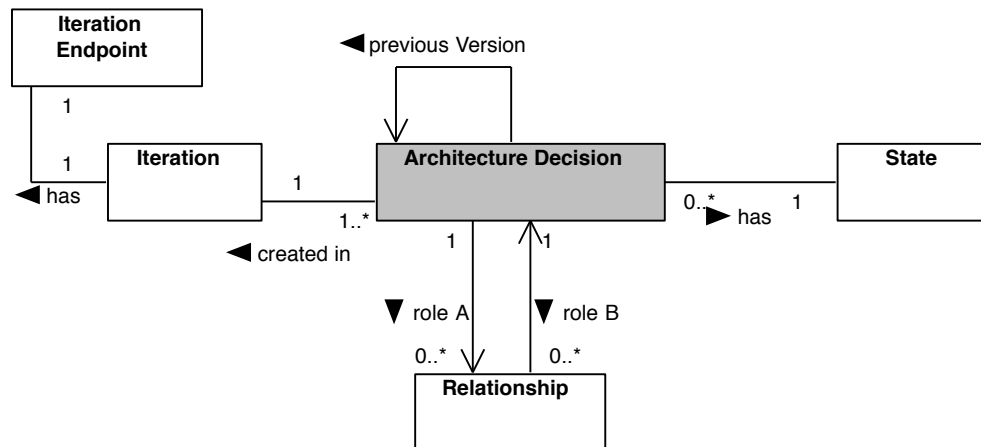 Iteration
Endpoint
previous Version
1
1
Iteration
Architecture Decision
State
has
1
1..*
0..*
has
1
created in
1
1
role A
role B
0..*
0..*
Relationship